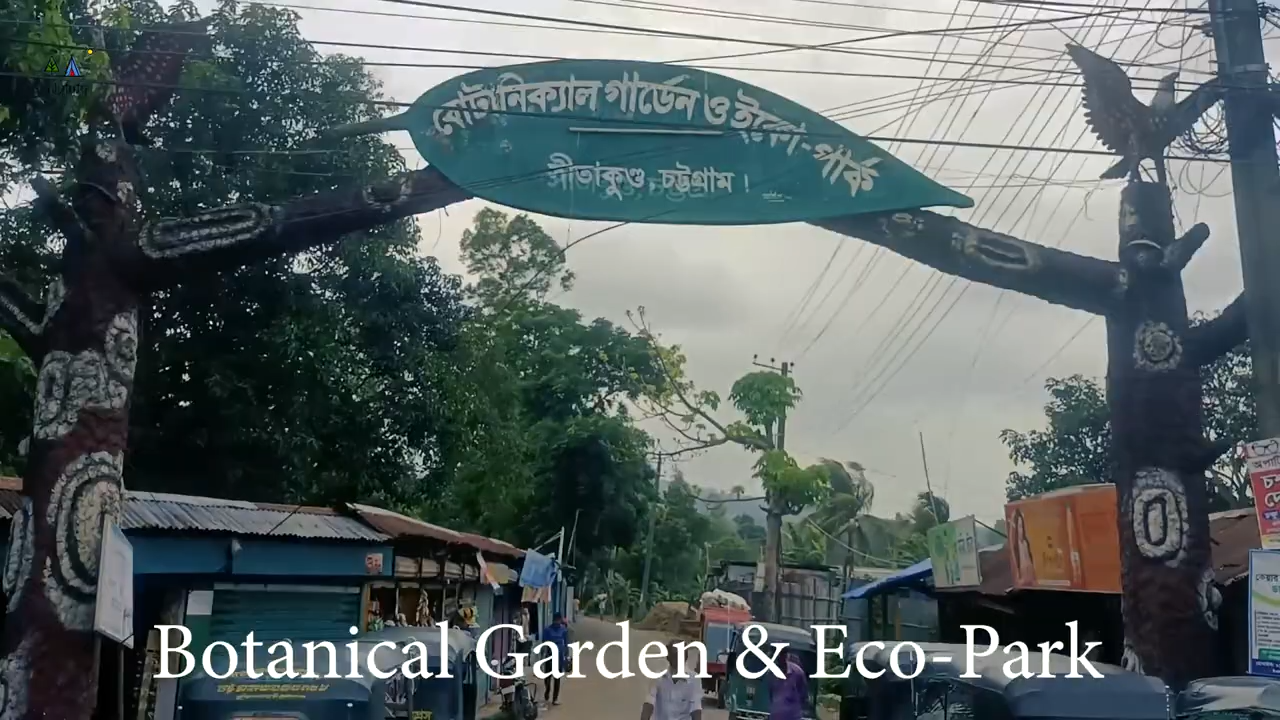 বোটানিক্যাল গার্ডেন ও ইকো-পার্ক
সীতাকুণ্ড, চট্টগ্রাম।
Botanical Garden & Eco-Park